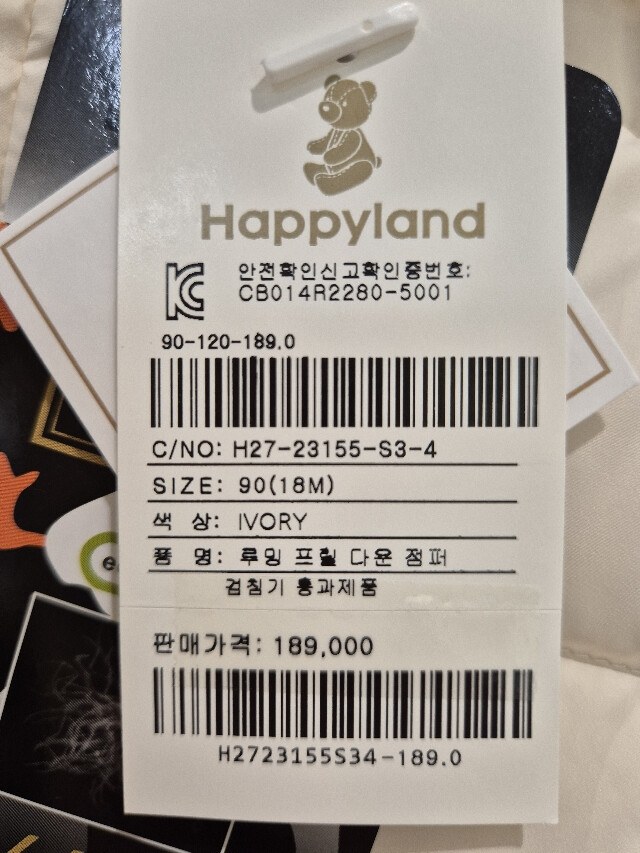 Happyland
안전확인신고확인증번호:
CB014R2280-5001
90-120-189.0
C/NO: H27-23155-S3-4
SIZE: 90(18M)
색 상: IVORY
품 명: 루밍 프릴 다운 점퍼
검침기 통과제품
판매가격: 189,000
H2723155S34-189.0